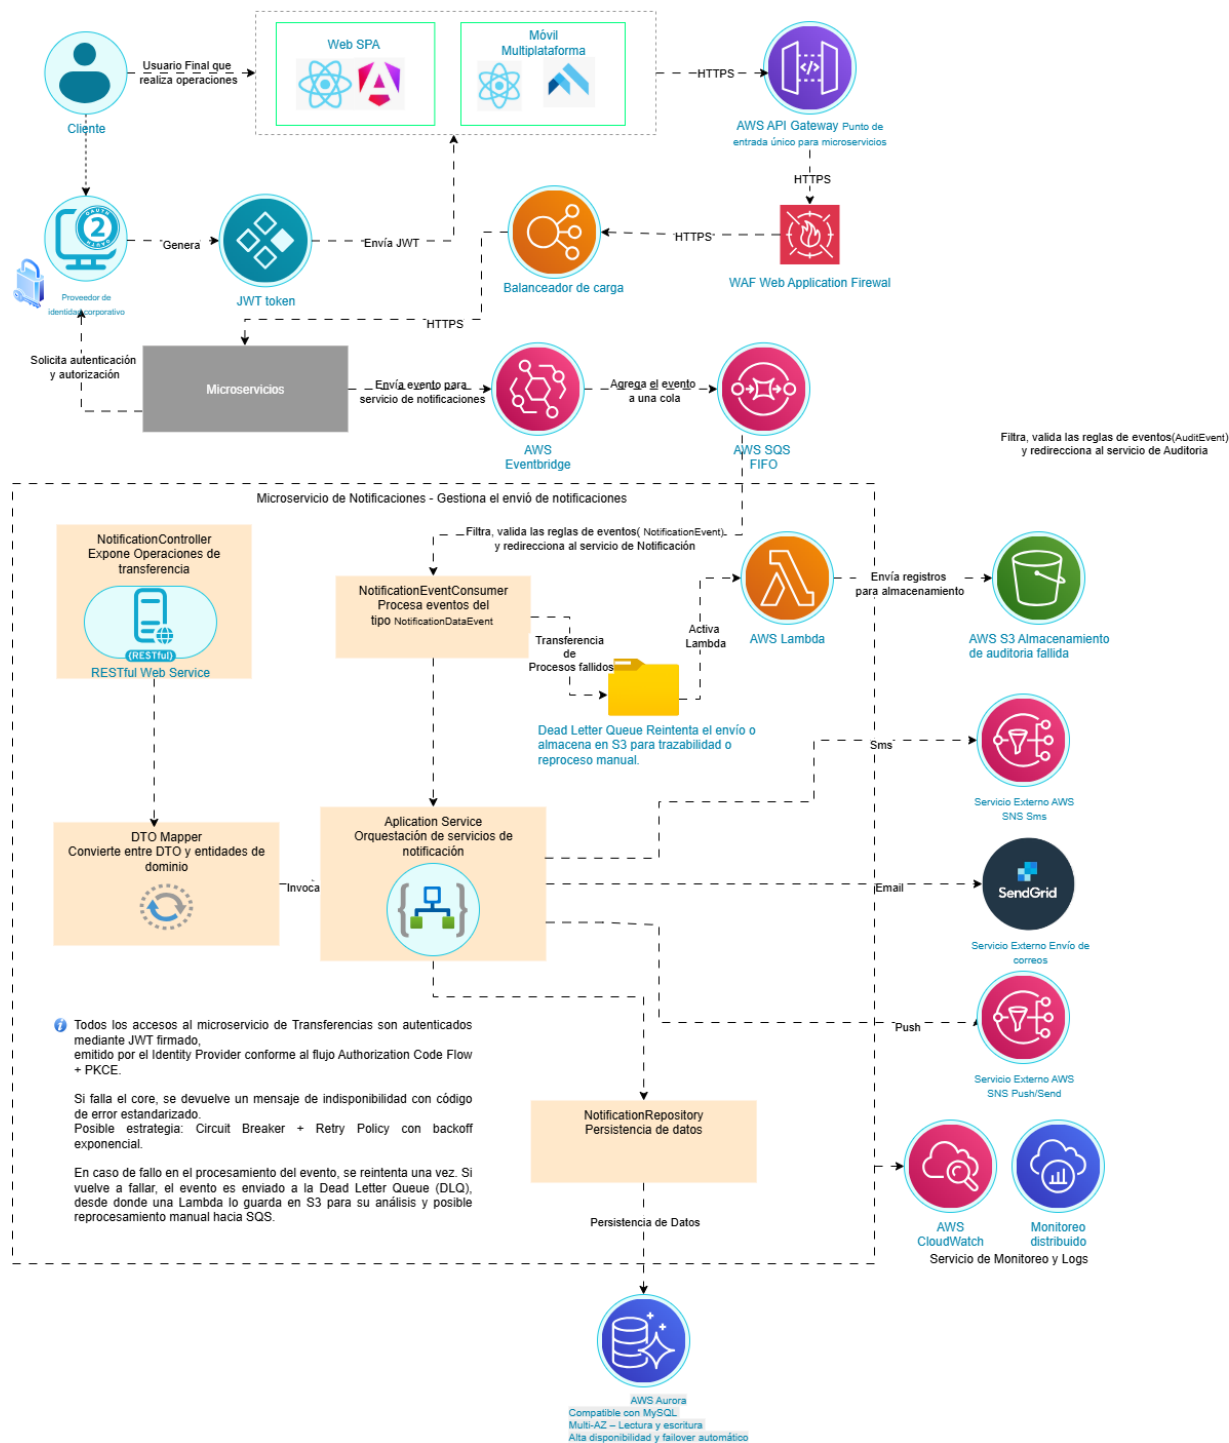 Usuario Final que
realiza operaciones
Web SPA
Móvil
Multiplataforma
HTTPS
Cliente
AWS API Gateway Punto de
entrada único para microservicios
HTTPS
OAUTH
2
Genera
Envía JWT
HTTPS
Proveedor de
identidad corporativo
JWT token
Balanceador de carga
WAF Web Application Firewal
HTTPS
Solicita autenticación
y autorización
Microservicios
Envía evento para
servicio de notificaciones
Agrega el evento
a una cola
AWS
Eventbridge
AWS SQS
FIFO
Filtra, valida las reglas de eventos(AuditEvent)
y redirecciona al servicio de Auditoria
Microservicio de Notificaciones - Gestiona el envió de notificaciones
NotificationController
Expone Operaciones de
transferencia
{RESTful}
RESTful Web Service
Filtra, valida las reglas de eventos( NotificationEvent)
y redirecciona al servicio de Notificación
NotificationEventConsumer
Procesa eventos del
tipo NotificationDataEvent
Transferencia
de
Procesos fallidos
Activa
Lambda
AWS Lambda
Envía registros
para almacenamiento
AWS S3 Almacenamiento
de auditoria fallida
Dead Letter Queue Reintenta el envío o
almacena en S3 para trazabilidad o
reproceso manual.
Sms
Servicio Externo AWS
SNS Sms
DTO Mapper
Convierte entre DTO y entidades de
dominio
Invoca
Aplication Service
Orquestación de servicios de
notificación
Email
SendGrid
Servicio Externo Envío de
correos
Push
Servicio Externo AWS
SNS Push/Send
Todos los accesos al microservicio de Transferencias son autenticados
mediante JWT firmado,
emitido por el Identity Provider conforme al flujo Authorization Code Flow
+ PKCE.
Si falla el core, se devuelve un mensaje de indisponibilidad con código
de error estandarizado.
Posible estrategia: Circuit Breaker + Retry Policy con backoff
exponencial.
En caso de fallo en el procesamiento del evento, se reintenta una vez. Si
vuelve a fallar, el evento es enviado a la Dead Letter Queue (DLQ),
desde donde una Lambda lo guarda en S3 para su análisis y posible
reprocesamiento manual hacia SQS.
NotificationRepository
Persistencia de datos
Persistencia de Datos
AWS
CloudWatch
Monitoreo
distribuido
Servicio de Monitoreo y Logs
AWS Aurora
Compatible con MySQL
Multi-AZ – Lectura y escritura
Alta disponibilidad y failover automático